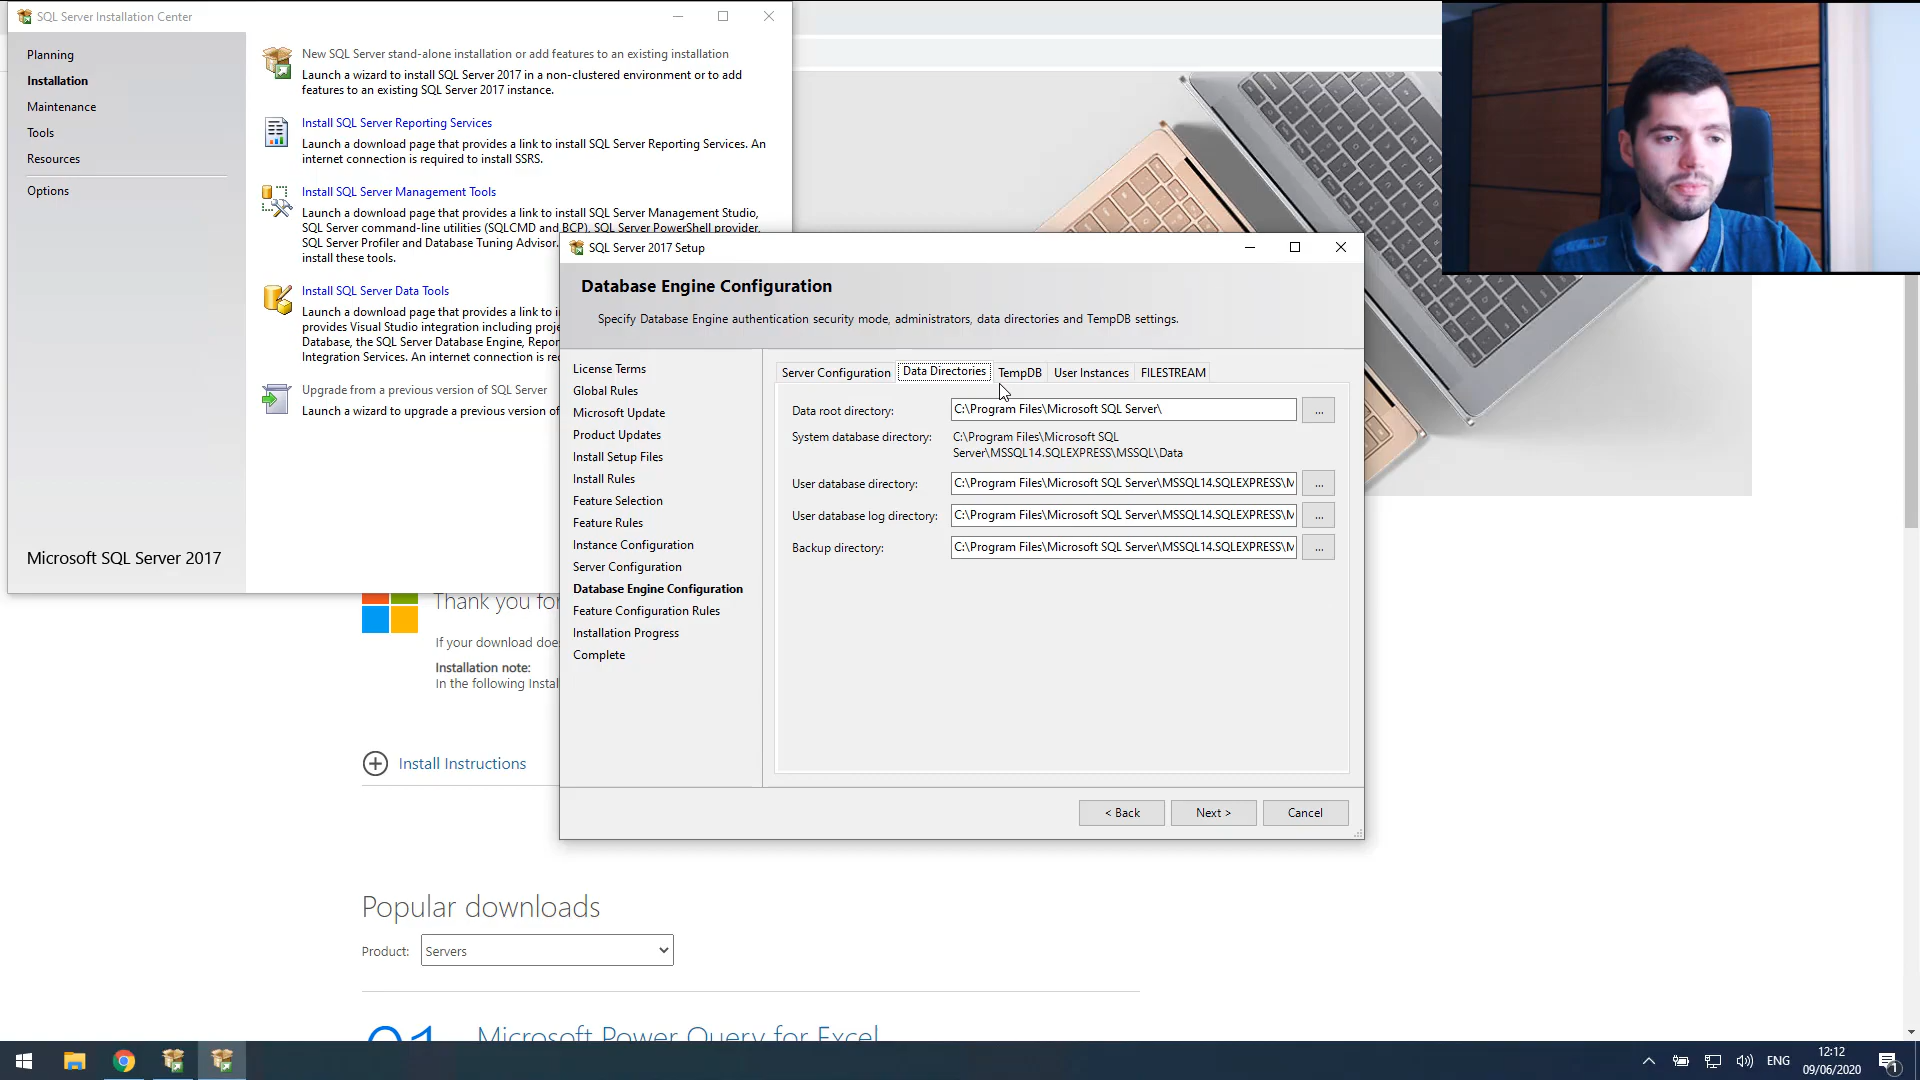 SQL Server Installation Center
Planning
Installation
Maintenance
Tools
Resources
Options
Microsoft SQL Server 2017
New SQL Server stand-alone installation or add features to an existing installation
Launch a wizard to install SQL Server 2017 in a non-clustered environment or to add
features to an existing SQL Server 2017 instance.
Install SQL Server Reporting Services
Launch a download page that provides a link to install SQL Server Reporting Services. An
internet connection is required to install SSRS.
Install SQL Server Management Tools
Launch a download page that provides a link to install SQL Server Management Studio,
SQL Server command-line utilities (SQLCMD and BCP), SQL Server PowerShell provider,
SQL Server Profiler and Database Tuning Advisor.
install these tools.
Install SQL Server Data Tools
Launch a download page that provides a link to i
provides Visual Studio integration including proje
Database, the SQL Server Database Engine, Repor
Integration Services. An internet connection is re
Upgrade from a previous version of SQL Server
Launch a wizard to upgrade a previous version of
SQL Server 2017 Setup
Database Engine Configuration
Specify Database Engine authentication security mode, administrators, data directories and TempDB settings.
License Terms
Global Rules
Microsoft Update
Product Updates
Install Setup Files
Install Rules
Feature Selection
Feature Rules
Instance Configuration
Server Configuration
Database Engine Configuration
Feature Configuration Rules
Installation Progress
Complete
Server Configuration Data Directories TempDB User Instances FILESTREAM
Data root directory: C:\Program Files\Microsoft SQL Server\ ...
System database directory: C:\Program Files\Microsoft SQL
Server\MSSQL14.SQLEXPRESS\MSSQL\Data
User database directory: C:\Program Files\Microsoft SQL Server\MSSQL14.SQLEXPRESS\M ...
User database log directory: C:\Program Files\Microsoft SQL Server\MSSQL14.SQLEXPRESS\M ...
Backup directory: C:\Program Files\Microsoft SQL Server\MSSQL14.SQLEXPRESS\M ...
< Back Next > Cancel
Thank you fo
If your download doe
Installation note:
In the following Instal
Install Instructions
Popular downloads
Product: Servers
01 Microsoft Power Query for Excel
ENG
12:12
09/06/2020
1